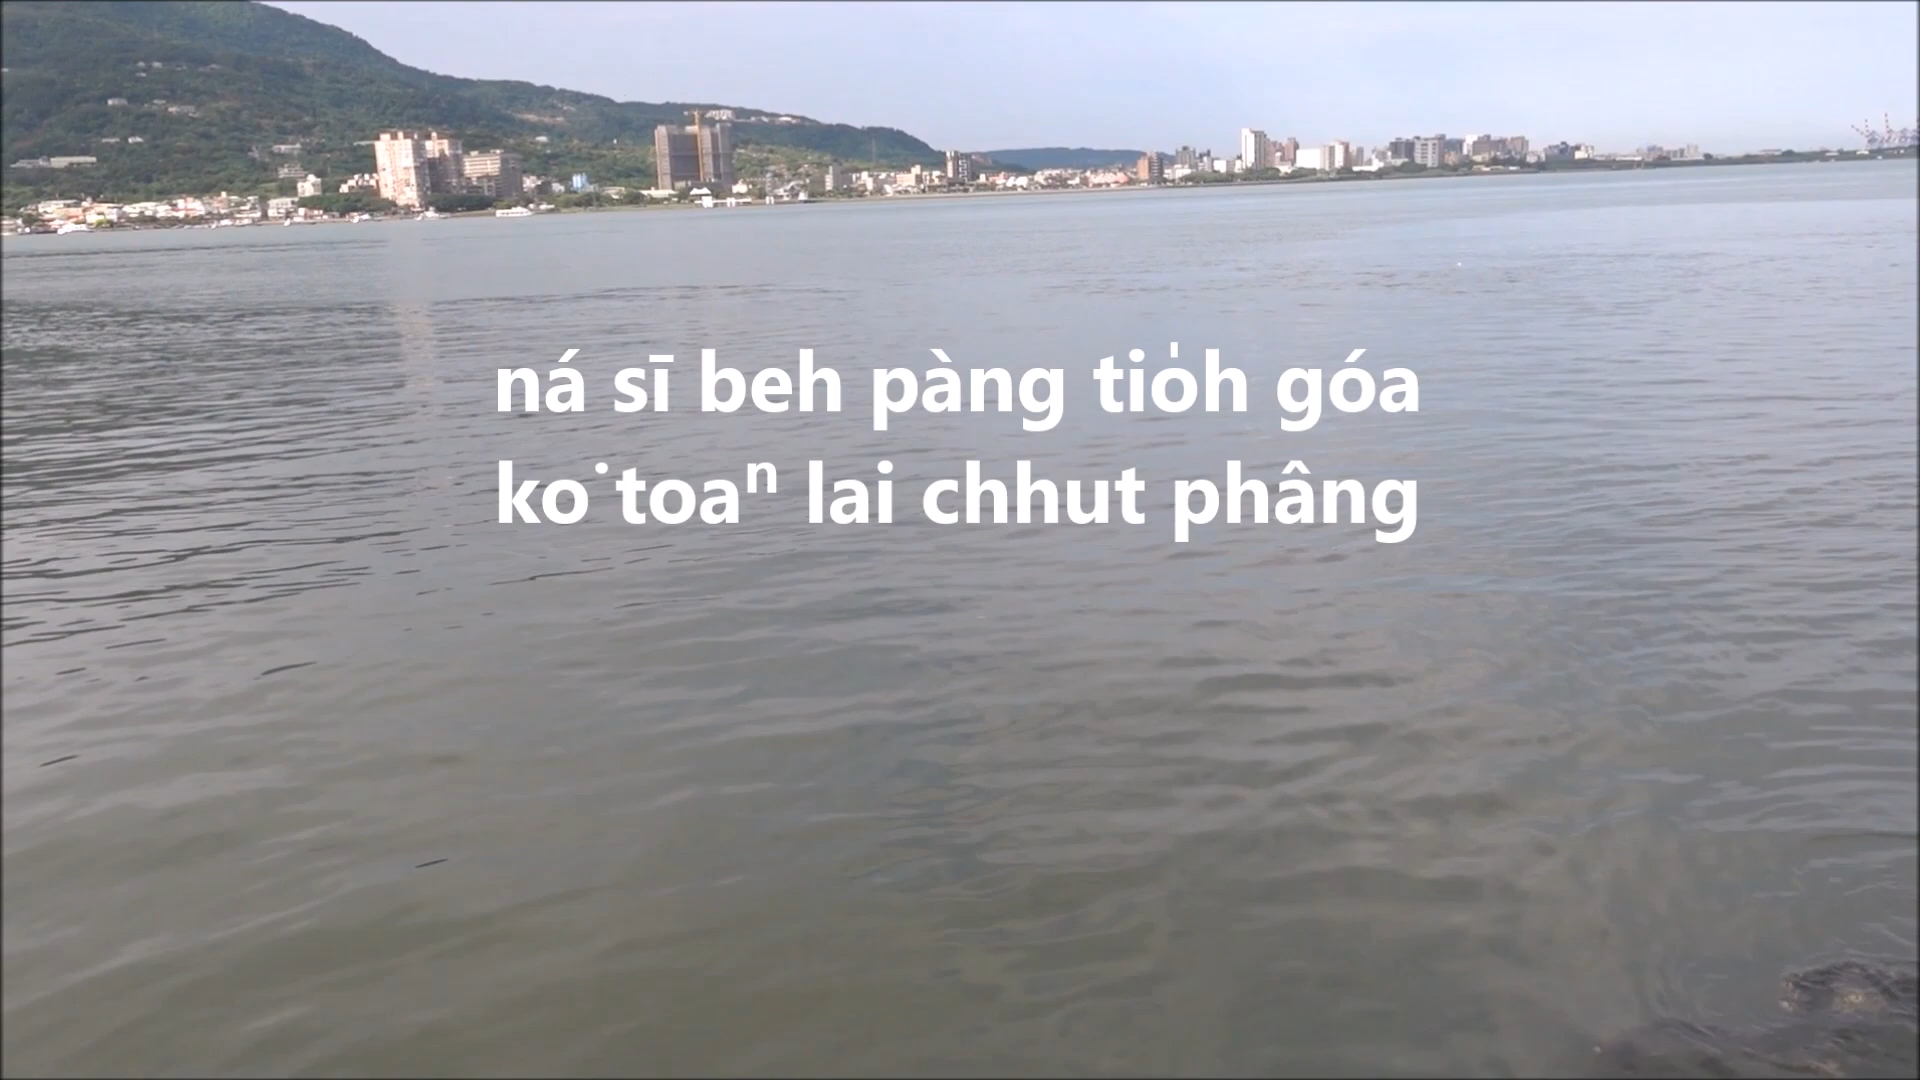 ná sī beh pàng tio̍h góa
ko͘toaⁿ lai chhut phâng